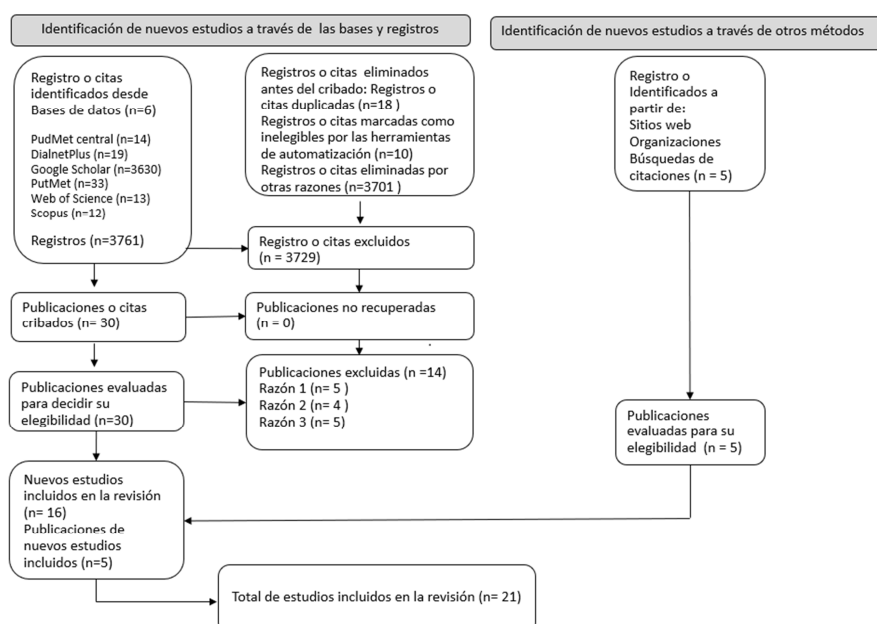 Identificación de nuevos estudios a través de las bases y registros
Identificación de nuevos estudios a través de otros métodos
Registro o citas
identificados desde
Bases de datos (n=6)
PudMet central (n=14)
DialnetPlus (n=19)
Google Scholar (n=3630)
PutMet (n=33)
Web of Science (n=13)
Scopus (n=12)
Registros (n=3761)
Registros o citas eliminados
antes del cribado: Registros o
citas duplicadas (n=18 )
Registros o citas marcadas como
inelegibles por las herramientas
de automatización (n=10)
Registros o citas eliminadas por
otras razones (n=3701 )
Registro o
Identificados a
partir de:
Sitios web
Organizaciones
Búsquedas de
citaciones (n = 5)
Registro o citas excluidos
(n = 3729)
Publicaciones o citas
cribados (n= 30)
Publicaciones no recuperadas
(n = 0)
Publicaciones evaluadas
para decidir su
elegibilidad (n=30)
Publicaciones excluidas (n =14)
Razón 1 (n= 5 )
Razón 2 (n= 4 )
Razón 3 (n= 5)
Publicaciones
evaluadas para su
elegibilidad (n = 5)
Nuevos estudios
incluidos en la revisión
(n= 16)
Publicaciones de
nuevos estudios
incluidos (n=5)
Total de estudios incluidos en la revisión (n= 21)